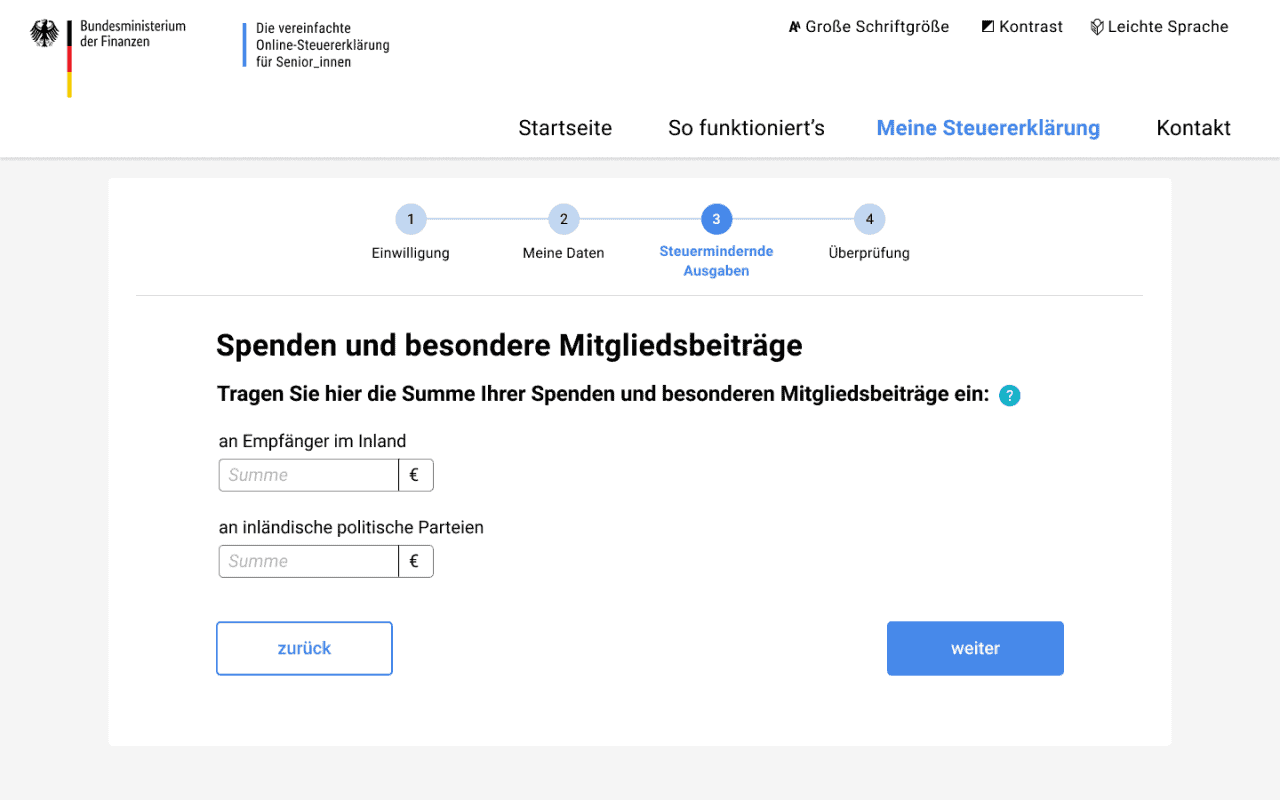 Bundesministerium
der Finanzen
Die vereinfachte
Online-Steuererklärung
für Senior_innen
Große Schriftgröße
Kontrast
Leichte Sprache
Startseite
So funktioniert’s
Meine Steuererklärung
Kontakt
1
Einwilligung
2
Meine Daten
3
Steuermindernde
Ausgaben
4
Überprüfung
Spenden und besondere Mitgliedsbeiträge
Tragen Sie hier die Summe Ihrer Spenden und besonderen Mitgliedsbeiträge ein: ?
an Empfänger im Inland
Summe €
an inländische politische Parteien
Summe €
zurück
weiter